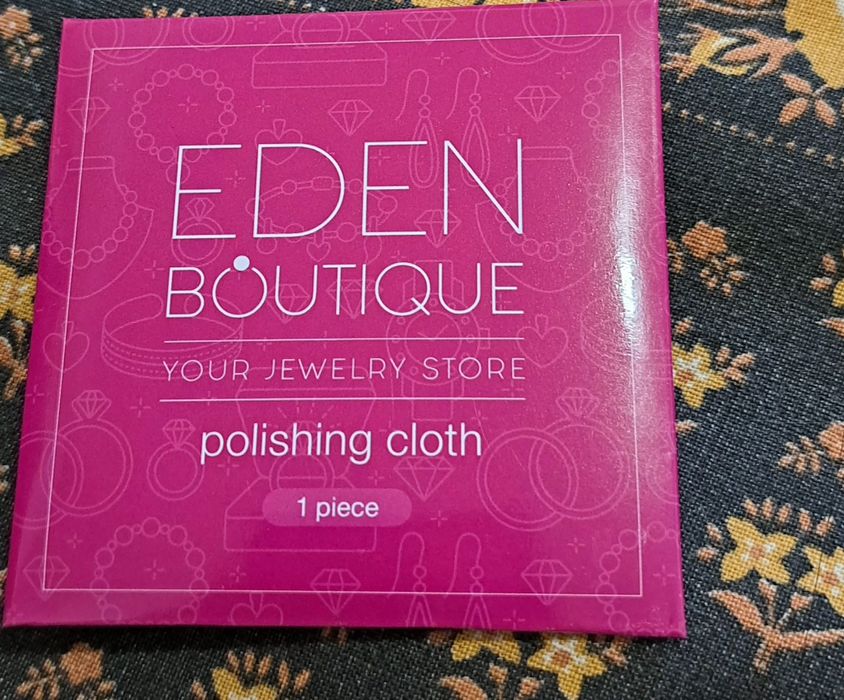 EDEN
BOUTIQUE
YOUR JEWELRY STORE
polishing cloth
1 piece